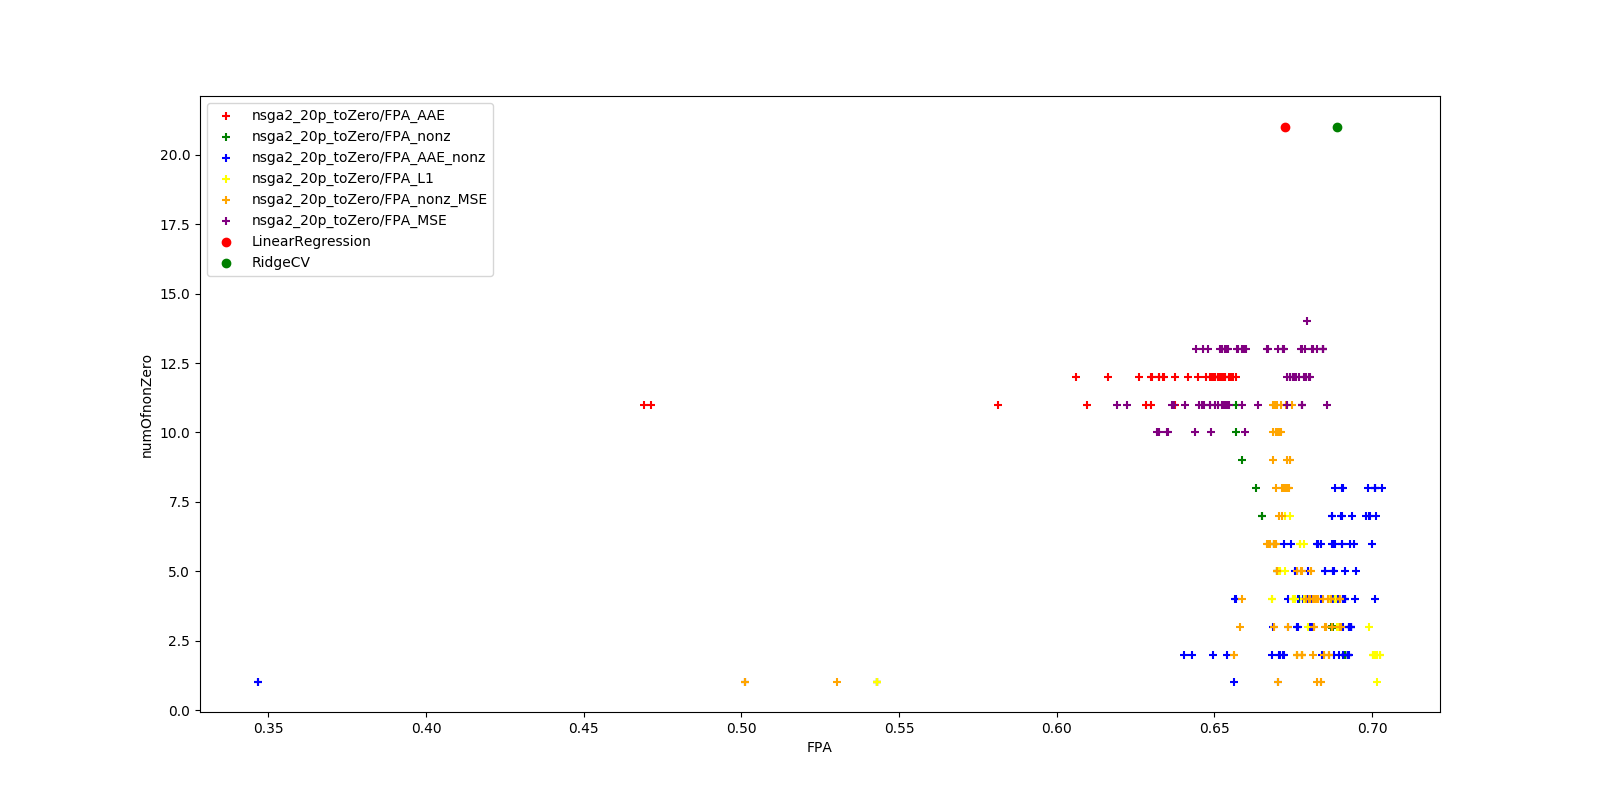 nsga2_20p_toZero/FPA_AAE
nsga2_20p_toZero/FPA_nonz
nsga2_20p_toZero/FPA_AAE_nonz
nsga2_20p_toZero/FPA_L1
nsga2_20p_toZero/FPA_nonz_MSE
nsga2_20p_toZero/FPA_MSE
LinearRegression
RidgeCV
20.0
17.5
15.0
12.5
10.0
7.5
5.0
2.5
0.0
numOfnonZero
0.35
0.40
0.45
0.50
0.55
0.60
0.65
0.70
FPA